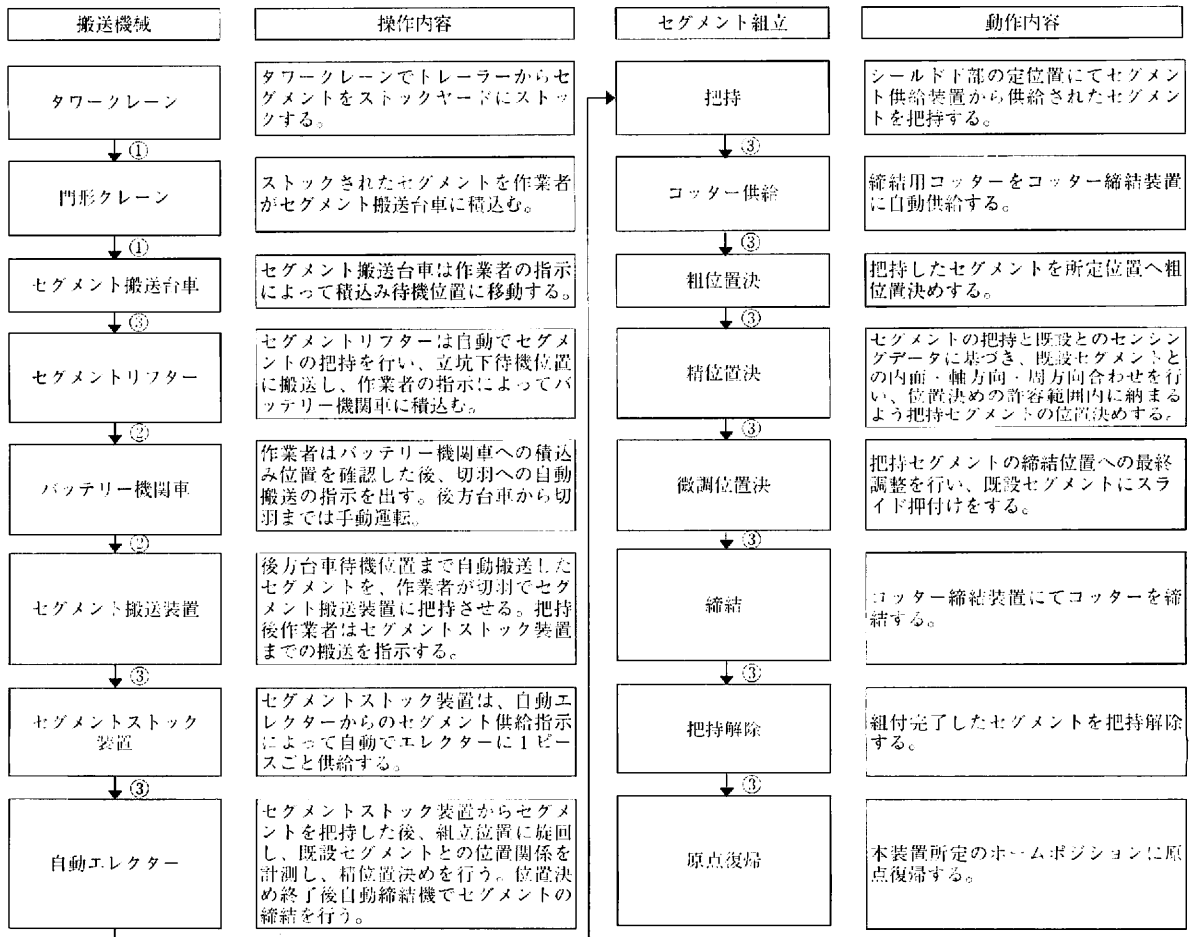 搬送機械
操作内容
タワークレーン
タワークレーンでトレーラーからセ
グメントをストックヤードにストッ
クする。
①
門形クレーン
ストックされたセグメントを作業者
がセグメント搬送台車に積込む。
①
セグメント搬送台車
セグメント搬送台車は作業者の指示
によって積込み待機位置に移動する。
③
セグメントリフター
セグメントリフターは自動でセグメ
ントの把持を行い、立坑下待機位置
に搬送し、作業者の指示によってバ
ッテリー機関車に積込む。
②
バッテリー機関車
作業者はバッテリー機関車への積込
み位置を確認した後、切羽への自動
搬送の指示を出す。後方台車から切
羽までは手動運転。
②
セグメント搬送装置
後方台車待機位置まで自動搬送した
セグメントを、作業者が切羽でセグ
メント搬送装置に把持させる。把持
後作業者はセグメントストック装置
までの搬送を指示する。
③
セグメントストック
装置
セグメントストック装置は、自動エ
レクターからのセグメント供給指示
によって自動でエレクターに1ピー
スごと供給する。
③
自動エレクター
セグメントストック装置からセグメ
ントを把持した後、組立位置に旋回
し、既設セグメントとの位置関係を
計測し、精位置決めを行う。位置決
め終了後自動締結機でセグメントの
締結を行う。
セグメント組立
動作内容
把持
シールド下部の定位置にてセグメン
ト供給装置から供給されたセグメン
トを把持する。
③
コッター供給
締結用コッターをコッター締結装置
に自動供給する。
③
粗位置決
把持したセグメントを所定位置へ粗
位置決めする。
③
精位置決
セグメントの把持と既設とのセンシン
グデータに基づき、既設セグメントと
の内面・軸方向・周方向合わせを行
い、位置決めの許容範囲内に納まる
よう把持セグメントの位置決めする。
③
微調位置決
把持セグメントの締結位置への最終
調整を行い、既設セグメントにスラ
イド押付けをする。
③
締結
コッター締結装置にてコッターを締
結する。
③
把持解除
組付完了したセグメントを把持解除
する。
③
原点復帰
本装置所定のホームポジションに原
点復帰する。